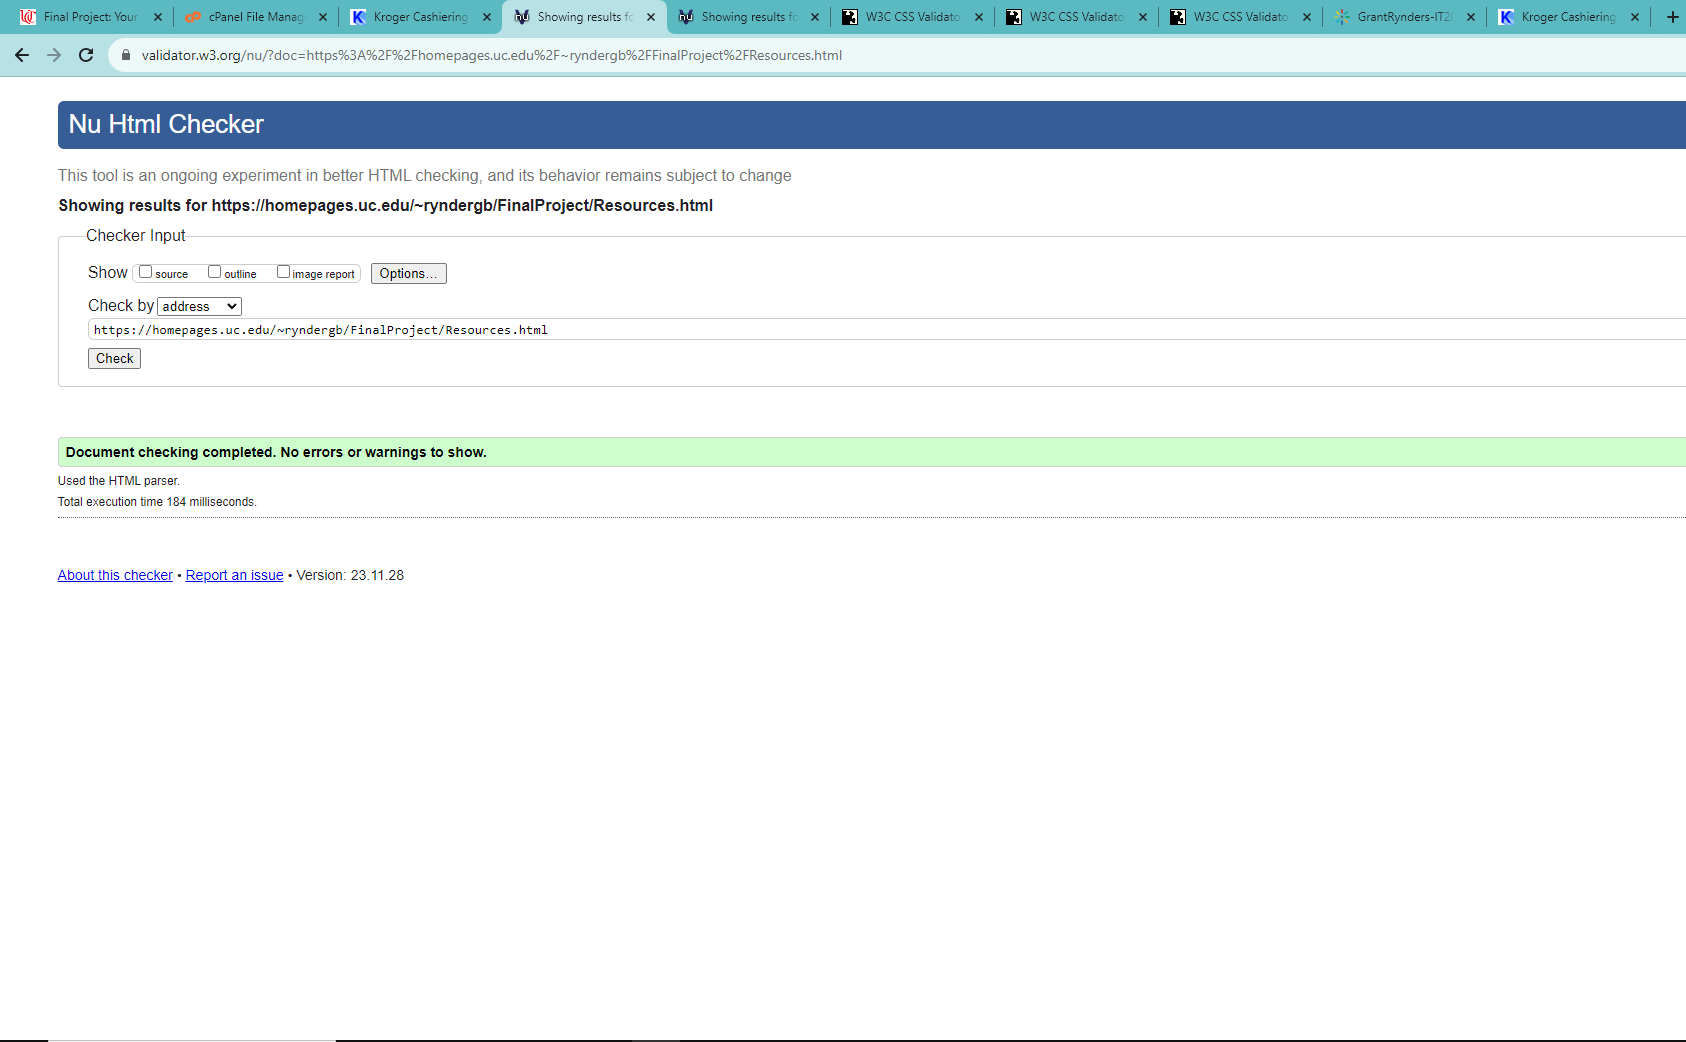 Final Project: Your
cPanel File Manag
Kroger Cashiering
Showing results fo
Showing results fo
W3C CSS Validato
W3C CSS Validato
W3C CSS Validato
GrantRynders-IT20
Kroger Cashiering
validator.w3.org/nu/?doc=https%3A%2F%2Fhomepages.uc.edu%2F~ryndergb%2FFinalProject%2FResources.html
Nu Html Checker
This tool is an ongoing experiment in better HTML checking, and its behavior remains subject to change
Showing results for https://homepages.uc.edu/~ryndergb/FinalProject/Resources.html
Checker Input
Show source outline image report Options...
Check by address
https://homepages.uc.edu/~ryndergb/FinalProject/Resources.html
Check
Document checking completed. No errors or warnings to show.
Used the HTML parser.
Total execution time 184 milliseconds.
About this checker • Report an issue • Version: 23.11.28